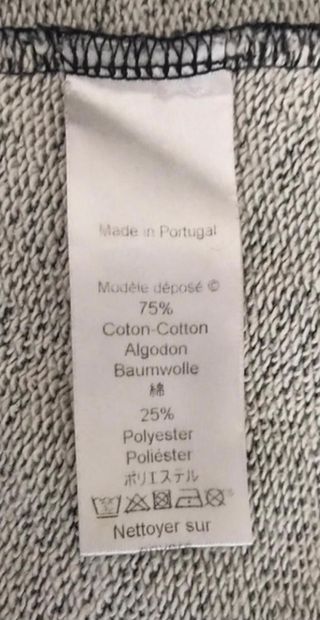 Made in Portugal
Modèle déposé ©
75%
Coton-Cotton
Algodon
Baumwolle
綿
25%
Polyester
Poliéster
ポリエステル
Nettoyer sur